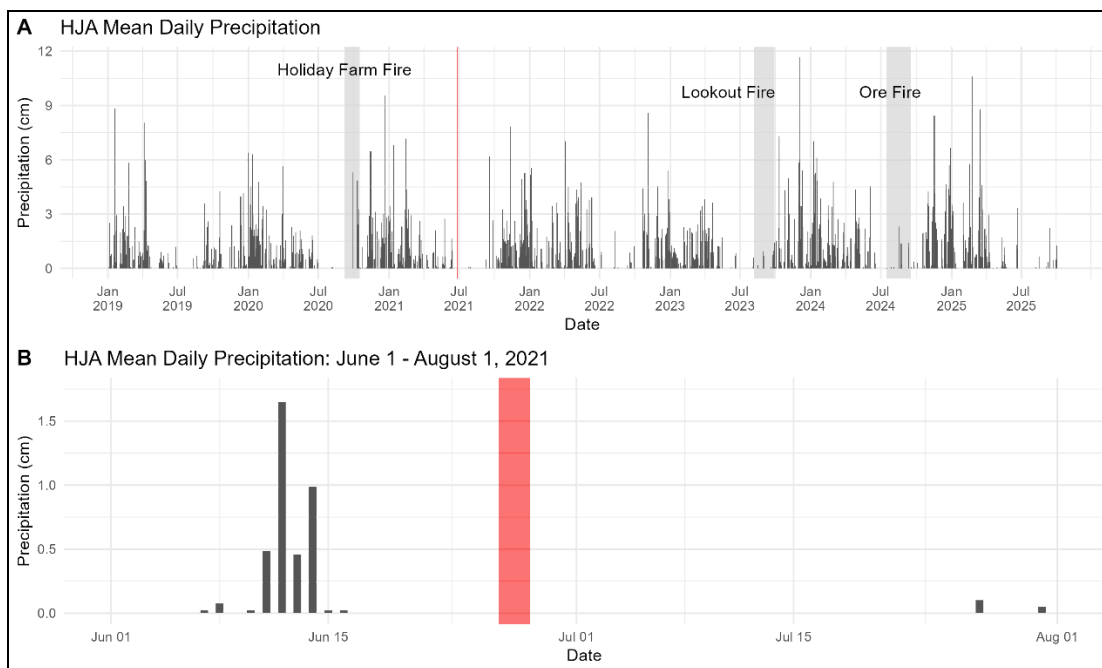 A HJA Mean Daily Precipitation
12
9
6
3
0
Precipitation (cm)
Holiday Farm Fire
Lookout Fire
Ore Fire
Jan Jul Jan Jul Jan Jul Jan Jul Jan Jul Jan Jul Jan Jul
2019 2019 2020 2020 2021 2021 2022 2022 2023 2023 2024 2024 2025 2025
Date
B HJA Mean Daily Precipitation: June 1 - August 1, 2021
1.5
1.0
0.5
0.0
Precipitation (cm)
Jun 01 Jun 15 Jul 01 Jul 15 Aug 01
Date